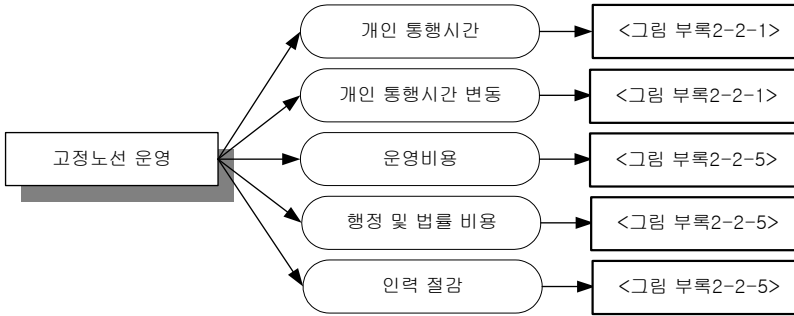 개인 통행시간
<그림 부록2-2-1>
개인 통행시간 변동
<그림 부록2-2-1>
고정노선 운영
운영비용
<그림 부록2-2-5>
행정 및 법률 비용
<그림 부록2-2-5>
인력 절감
<그림 부록2-2-5>